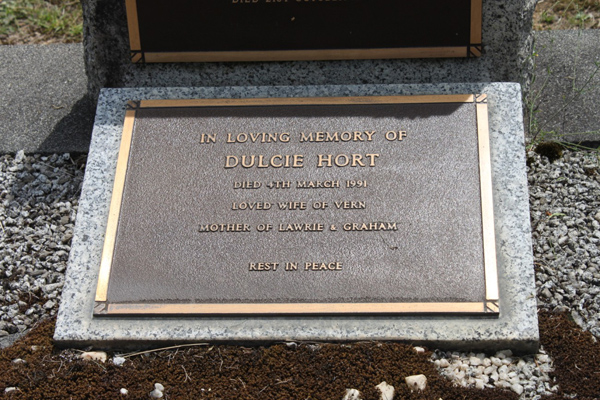 IN LOVING MEMORY OF
DULCIE HORT
DIED 4TH MARCH 1991
LOVED WIFE OF VERN
MOTHER OF LAWRIE & GRAHAM
REST IN PEACE